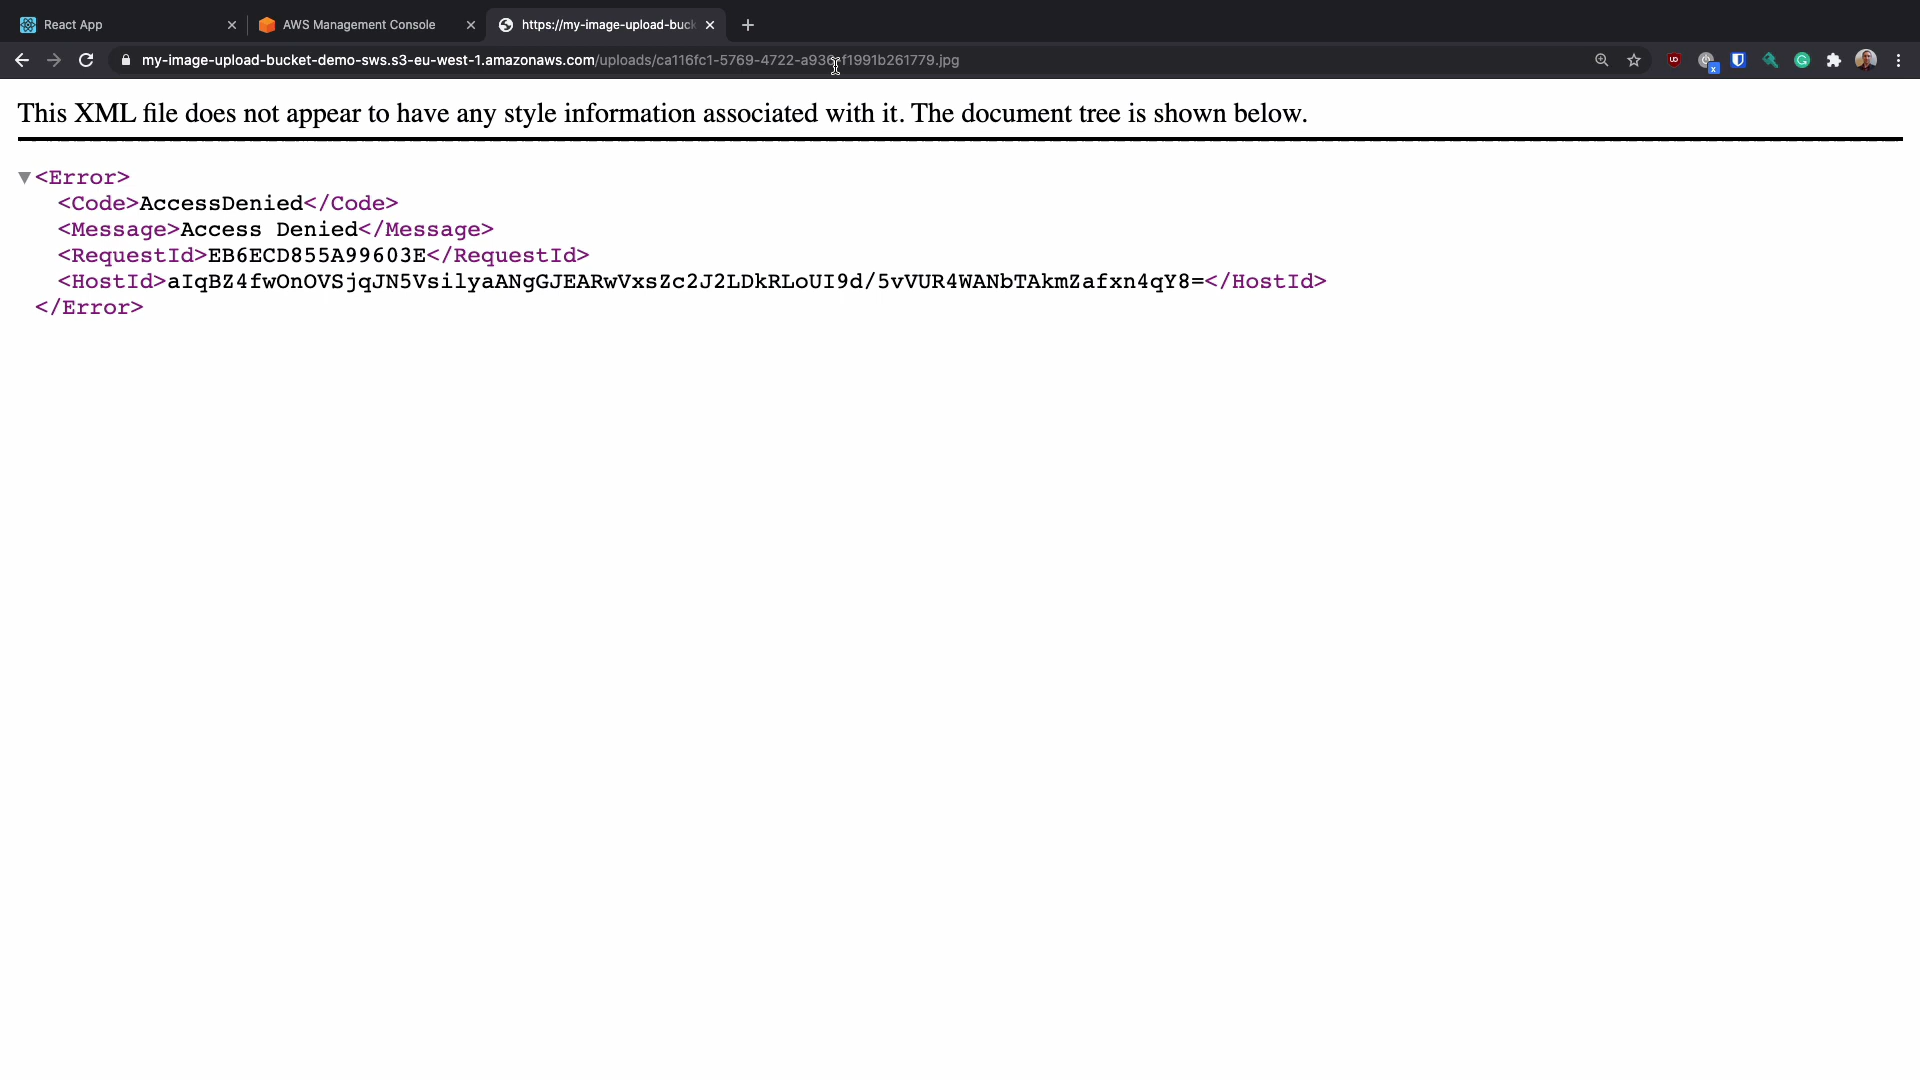 React App
AWS Management Console
https://my-image-upload-buck
my-image-upload-bucket-demo-sws.s3-eu-west-1.amazonaws.com/uploads/ca116fc1-5769-4722-a936-f1991b261779.jpg
This XML file does not appear to have any style information associated with it. The document tree is shown below.
▼<Error>
<Code>AccessDenied</Code>
<Message>Access Denied</Message>
<RequestId>EB6ECD855A99603E</RequestId>
<HostId>aIqBZ4fwOnOVSjqJN5VsilyaANgGJEARwVxsZc2J2LDkRLoUI9d/5vVUR4WANbTAkmZafxn4qY8=</HostId>
</Error>